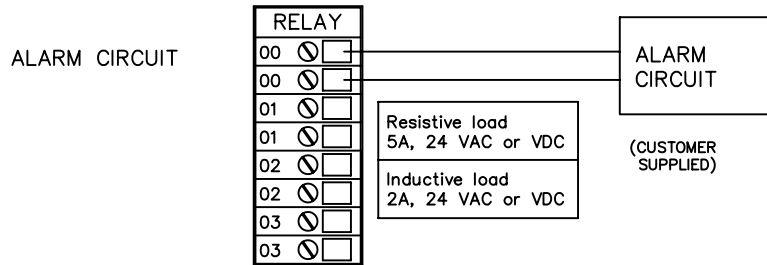 ALARM CIRCUIT
RELAY
00
00
01
01
02
02
03
03
Resistive load
5A, 24 VAC or VDC
Inductive load
2A, 24 VAC or VDC
ALARM
CIRCUIT
(CUSTOMER
SUPPLIED)